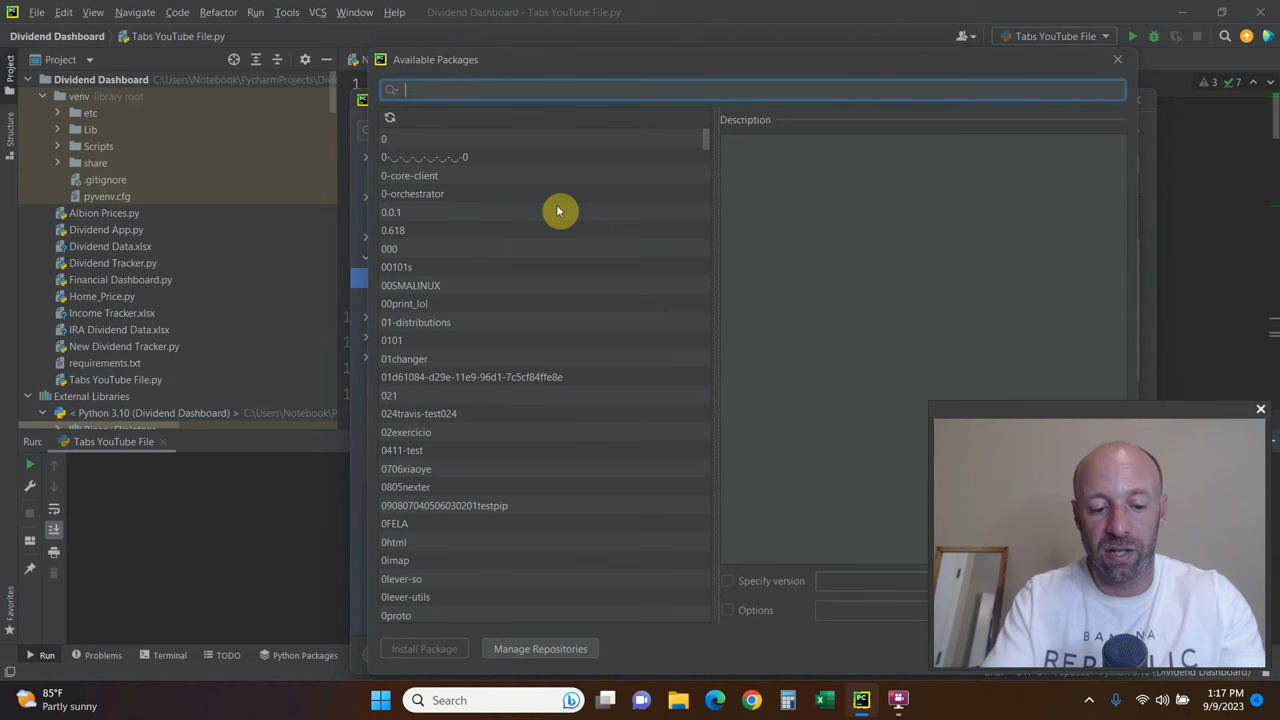 File Edit View Navigate Code Refactor Run Tools VCS Window Help Dividend Dashboard - Tabs YouTube File.py
Dividend Dashboard Tabs YouTube File.py Tabs YouTube File
Project
Project
Structure
Favorites
Dividend Dashboard C:\Users\Notebook\PycharmProjects\Divi
venv library root
etc
Lib
Scripts
share
.gitignore
pyvenv.cfg
Albion Prices.py
Dividend App.py
Dividend Data.xlsx
Dividend Tracker.py
Financial Dashboard.py
Home_Price.py
Income Tracker.xlsx
IRA Dividend Data.xlsx
New Dividend Tracker.py
requirements.txt
Tabs YouTube File.py
External Libraries
< Python 3.10 (Dividend Dashboard) > C:\Users\Notebook\P
Run: Tabs YouTube File
3 7
Available Packages
0
0-._.-._.-._.-._.-._.-._.-0
0-core-client
0-orchestrator
0.0.1
0.618
000
00101s
00SMALINUX
00print_lol
01-distributions
0101
01changer
01d61084-d29e-11e9-96d1-7c5cf84ffe8e
021
024travis-test024
02exercicio
0411-test
0706xiaoye
0805nexter
090807040506030201testpip
0FELA
0html
0imap
0lever-so
0lever-utils
0proto
Description
Specify version
Options
Install Package Manage Repositories
BANANA
REPUBLIC
Run Problems Terminal TODO Python Packages
85°F
Partly sunny
Search
1:17 PM
9/9/2023